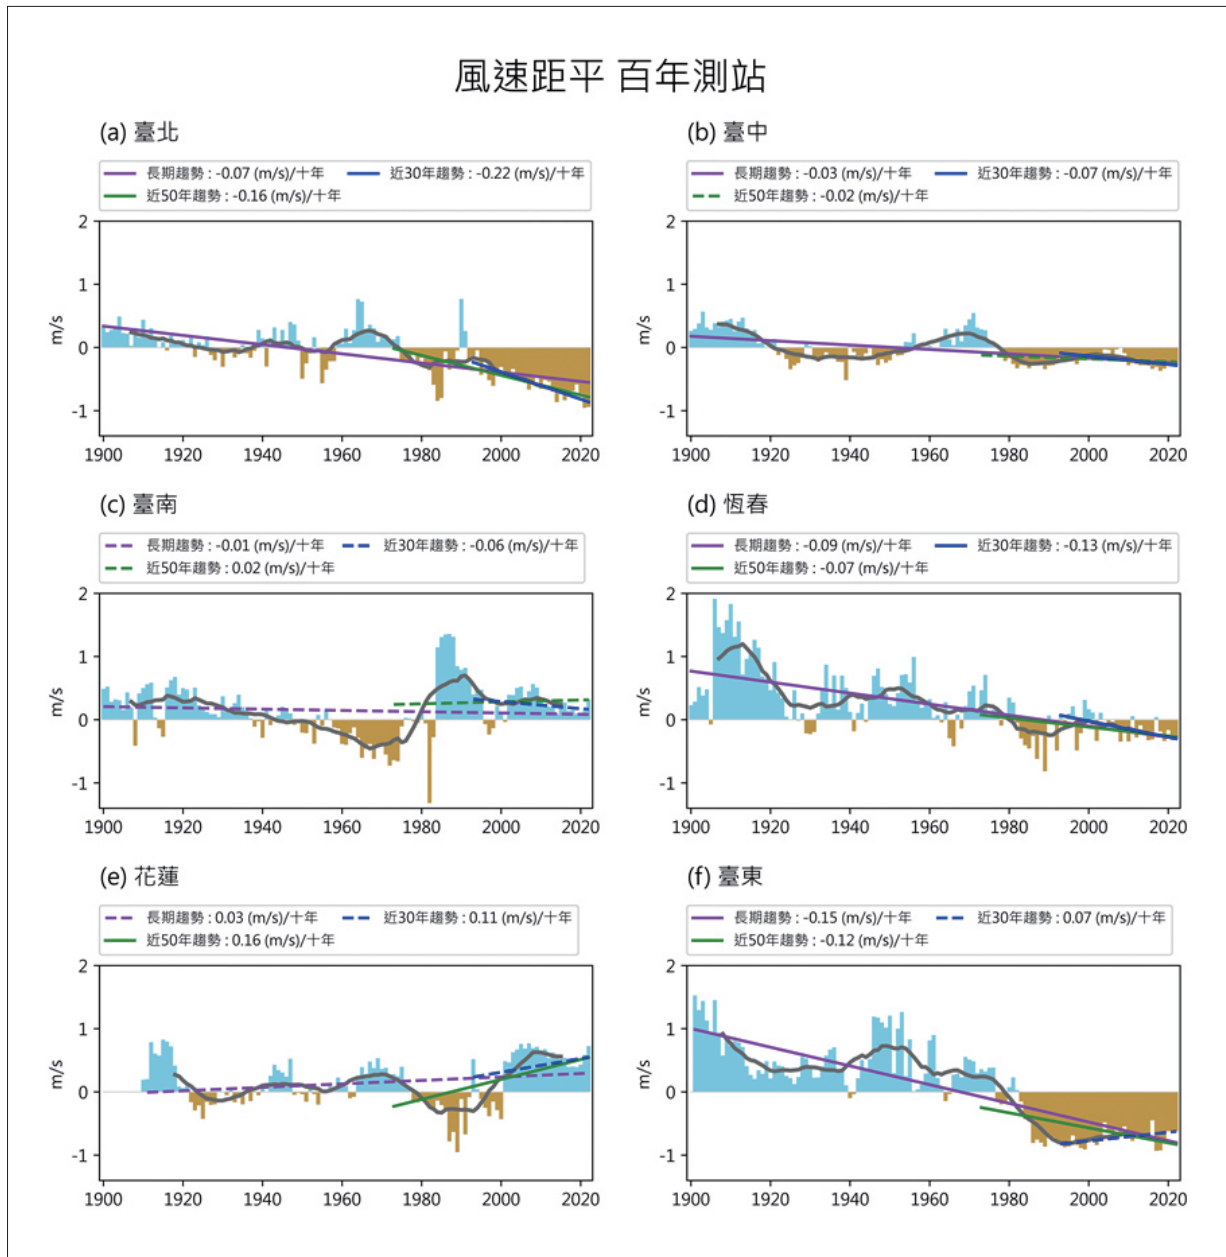 風速距平 百年測站
(a) 臺北
長期趨勢 : -0.07 (m/s)/十年 近30年趨勢 : -0.22 (m/s)/十年
近50年趨勢 : -0.16 (m/s)/十年
2
1
0
-1
m/s
1900 1920 1940 1960 1980 2000 2020
(b) 臺中
長期趨勢 : -0.03 (m/s)/十年 近30年趨勢 : -0.07 (m/s)/十年
近50年趨勢 : -0.02 (m/s)/十年
2
1
0
-1
m/s
1900 1920 1940 1960 1980 2000 2020
(c) 臺南
長期趨勢 : -0.01 (m/s)/十年 近30年趨勢 : -0.06 (m/s)/十年
近50年趨勢 : 0.02 (m/s)/十年
2
1
0
-1
m/s
1900 1920 1940 1960 1980 2000 2020
(d) 恆春
長期趨勢 : -0.09 (m/s)/十年 近30年趨勢 : -0.13 (m/s)/十年
近50年趨勢 : -0.07 (m/s)/十年
2
1
0
-1
m/s
1900 1920 1940 1960 1980 2000 2020
(e) 花蓮
長期趨勢 : 0.03 (m/s)/十年 近30年趨勢 : 0.11 (m/s)/十年
近50年趨勢 : 0.16 (m/s)/十年
2
1
0
-1
m/s
1900 1920 1940 1960 1980 2000 2020
(f) 臺東
長期趨勢 : -0.15 (m/s)/十年 近30年趨勢 : 0.07 (m/s)/十年
近50年趨勢 : -0.12 (m/s)/十年
2
1
0
-1
m/s
1900 1920 1940 1960 1980 2000 2020